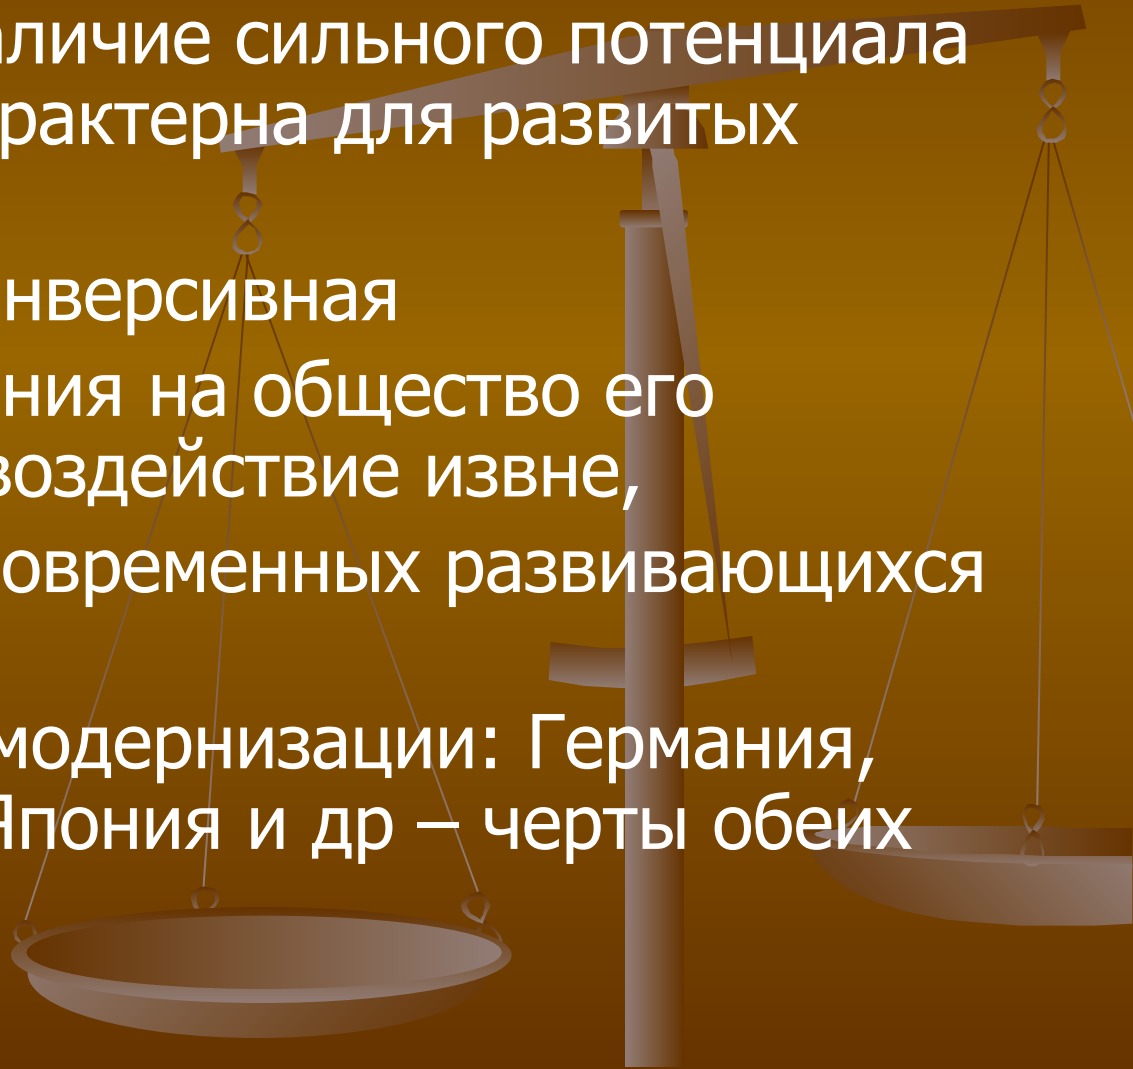 аличие сильного потенциала
рактерна для развитых
нверсивная
ния на общество его
воздействие извне,
овременных развивающихся
модернизации: Германия,
Япония и др – черты обеих